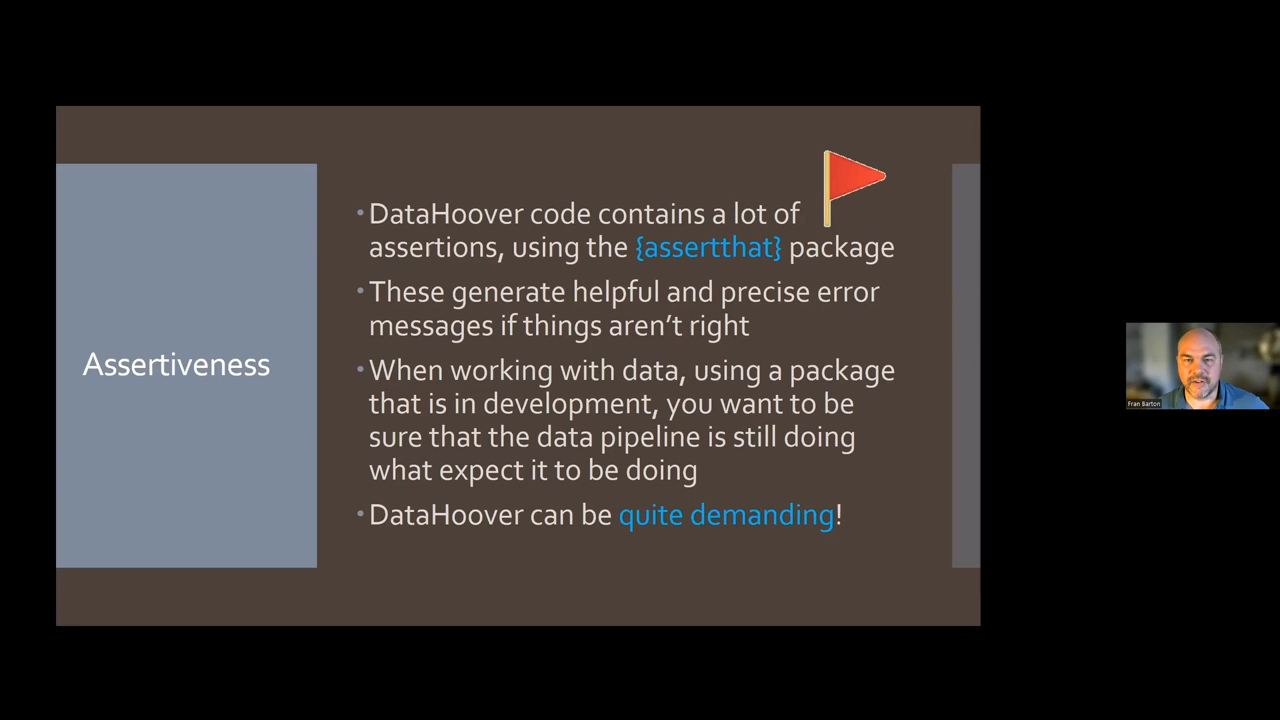 Assertiveness
DataHoover code contains a lot of
assertions, using the {assertthat} package
These generate helpful and precise error
messages if things aren't right
When working with data, using a package
that is in development, you want to be
sure that the data pipeline is still doing
what expect it to be doing
DataHoover can be quite demanding!
Fran Barton